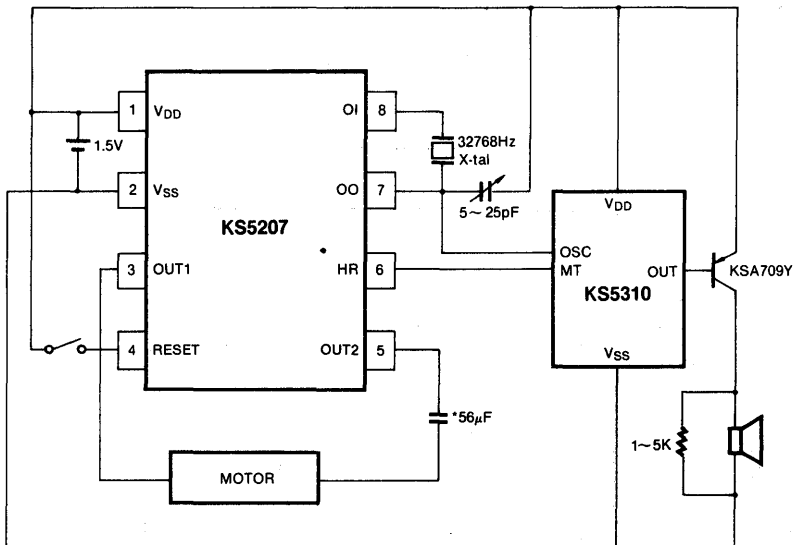 1
VDD
8
OI
1.5V
32768Hz
X-tal
2
VSS
7
OO
5~25pF
KS5207
VDD
3
OUT1
6
HR
OSC
MT
OUT
KSA709Y
KS5310
4
RESET
5
OUT2
VSS
*56μF
1~5K
MOTOR